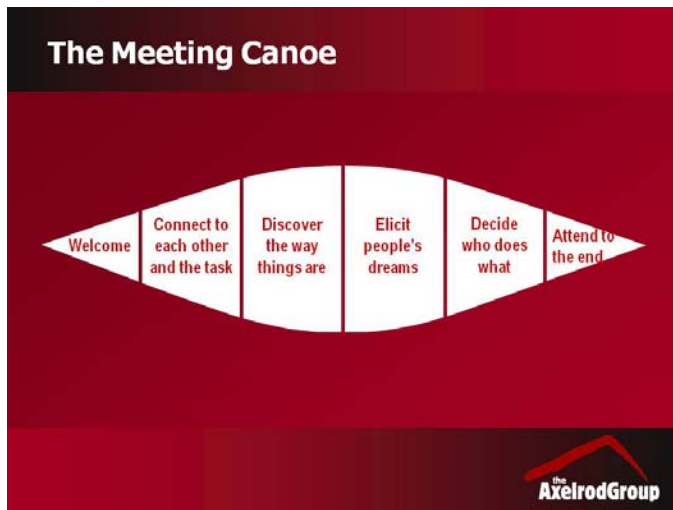 The Meeting Canoe
Welcome
Connect to
each other
and the task
Discover
the way
things are
Elicit
people's
dreams
Decide
who does
what
Attend to
the end
the
AxelrodGroup